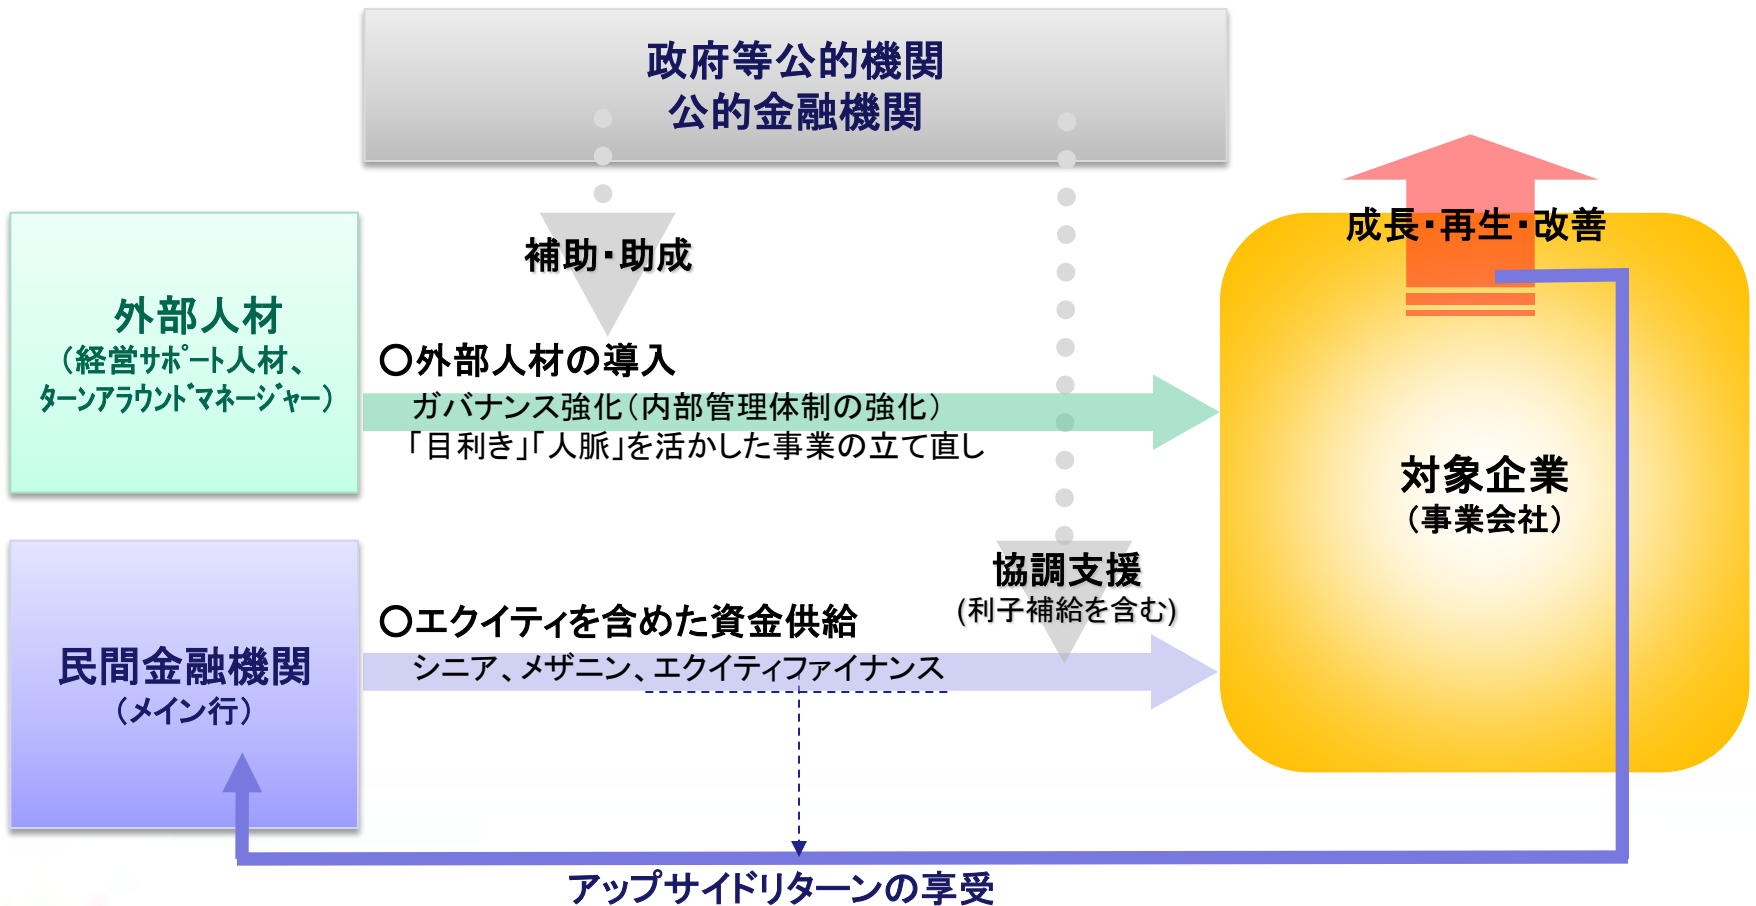 政府等公的機関
公的金融機関
成長・再生・改善
補助・助成
外部人材
（経営ｻﾎﾟｰﾄ人材、
ﾀｰﾝｱﾗｳﾝﾄﾞﾏﾈｰｼﾞｬｰ）
○外部人材の導入
ガバナンス強化（内部管理体制の強化）
「目利き」「人脈」を活かした事業の立て直し
対象企業
（事業会社）
協調支援
(利子補給を含む)
○エクイティを含めた資金供給
シニア、メザニン、エクイティファイナンス
民間金融機関
（メイン行）
アップサイドリターンの享受